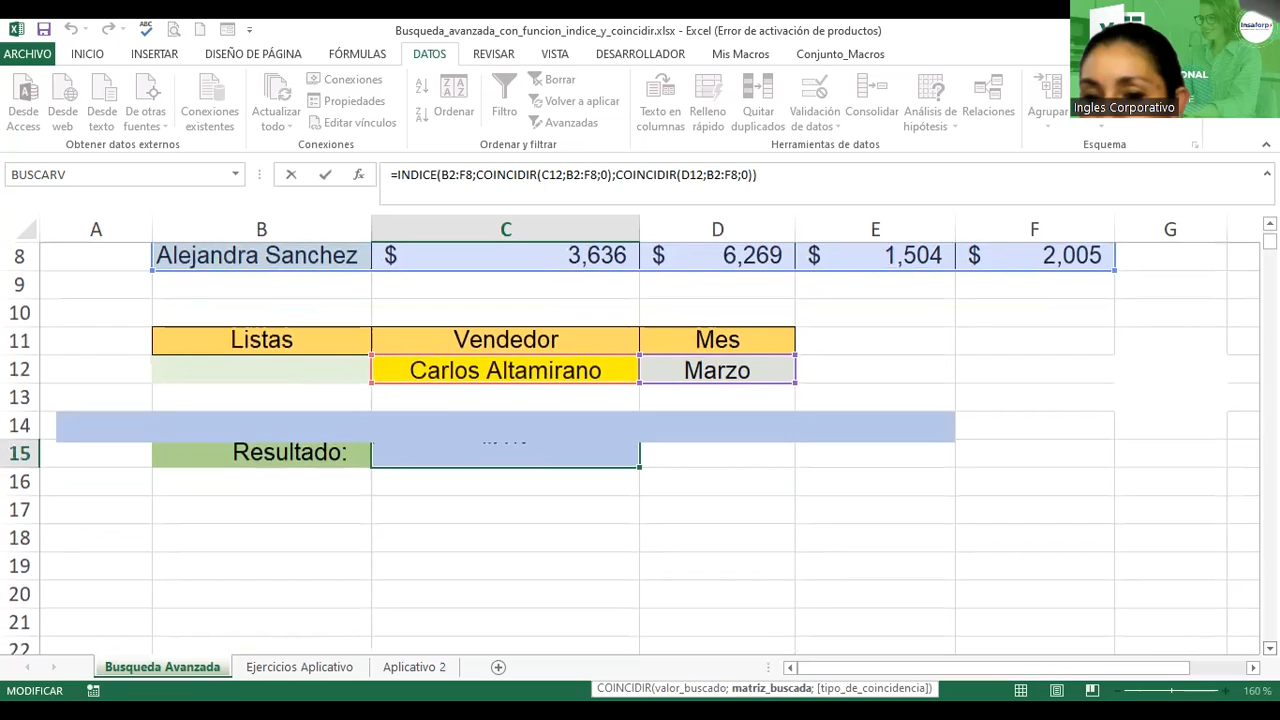 Busqueda_avanzada_con_funcion_indice_y_coincidir.xlsx - Excel (Error de activación de productos)
ARCHIVO INICIO INSERTAR DISEÑO DE PÁGINA FÓRMULAS DATOS REVISAR VISTA DESARROLLADOR Mis Macros Conjunto_Macros
Insaforp
Ingles Corporativo
Desde Access
Desde web
Desde texto
De otras fuentes
Conexiones existentes
Obtener datos externos
Actualizar todo
Conexiones
Propiedades
Editar vínculos
Conexiones
Ordenar
Filtro
Borrar
Volver a aplicar
Avanzadas
Ordenar y filtrar
Texto en columnas
Relleno rápido
Quitar duplicados
Validación de datos
Consolidar
Análisis de hipótesis
Relaciones
Herramientas de datos
Agrupar
Esquema
BUSCARV
=INDICE(B2:F8;COINCIDIR(C12;B2:F8;0);COINCIDIR(D12;B2:F8;0))
A B C D E F G
8 Alejandra Sanchez $ 3,636 $ 6,269 $ 1,504 $ 2,005
9
10
11 Listas Vendedor Mes
12 Carlos Altamirano Marzo
13
14
15 Resultado:
16
17
18
19
20
21
22
Busqueda Avanzada Ejercicios Aplicativo Aplicativo 2
MODIFICAR
COINCIDIR(valor_buscado; matriz_buscada; [tipo_de_coincidencia])
160 %